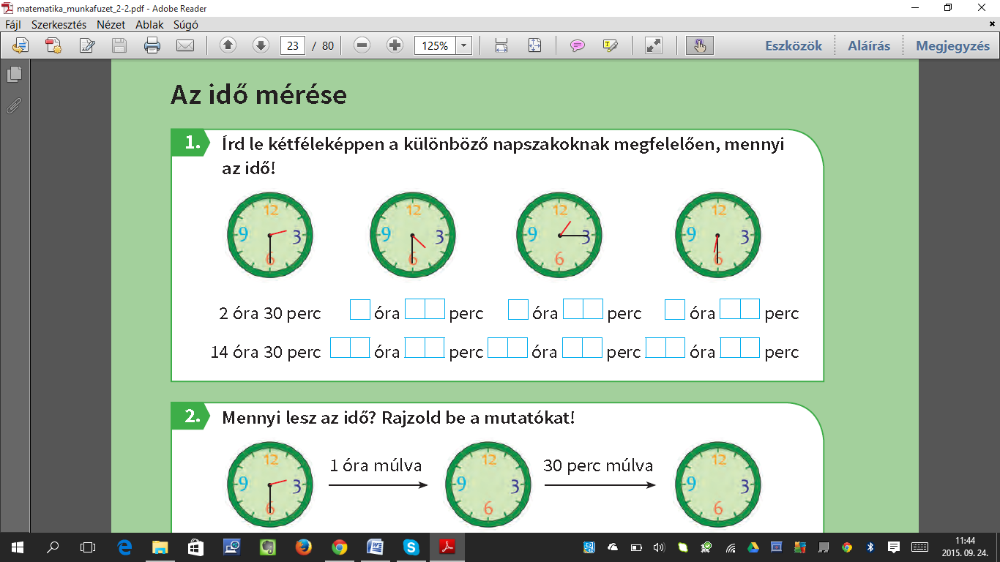 matematika_munkafuzet_2-2.pdf - Adobe Reader
Fájl Szerkesztés Nézet Ablak Súgó
23 / 80 125% Eszközök Aláírás Megjegyzés
Az idő mérése
1. Írd le kétféleképpen a különböző napszakoknak megfelelően, mennyi
az idő!
12 12 12 12
9 3 9 3 9 3 9 3
6 6 6 6
2 óra 30 perc óra perc óra perc óra perc
14 óra 30 perc óra perc óra perc óra perc
2. Mennyi lesz az idő? Rajzold be a mutatókat!
12 1 óra múlva 12 30 perc múlva 12
9 3 9 3 9 3
6 6 6
11:44
2015. 09. 24.